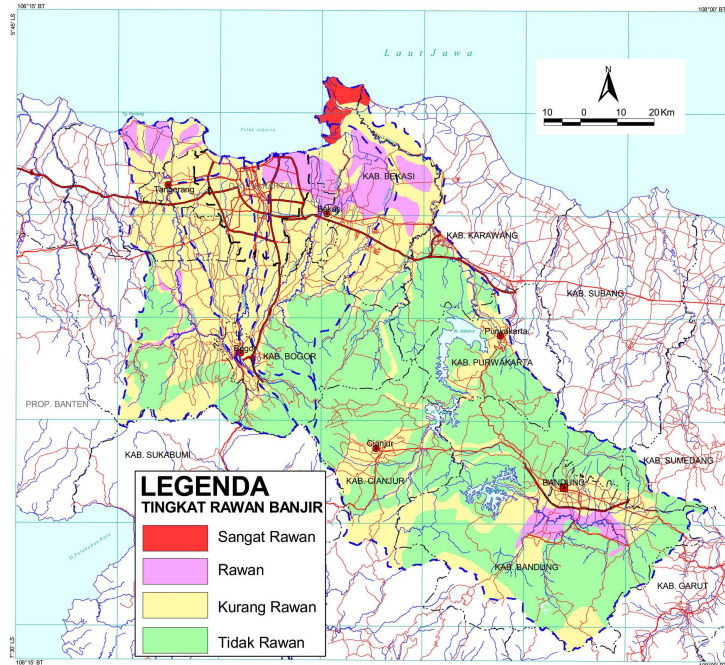 106°15' BT
108°00' BT
5°45' LS
Laut Jawa
N
10 0 10 20 Km
Teluk Jakarta
KAB. BEKASI
Tangerang
Bekasi
KAB. KARAWANG
KAB. SUBANG
Purwakarta
Bogor
KAB. BOGOR
KAB. PURWAKARTA
PROP. BANTEN
Cianjur
KAB. SUKABUMI
KAB. SUMEDANG
KAB. CIANJUR
BANDUNG
LEGENDA
TINGKAT RAWAN BANJIR
Sangat Rawan
Rawan
Kurang Rawan
Tidak Rawan
KAB. BANDUNG
KAB. GARUT
7°30' LS
106°15' BT